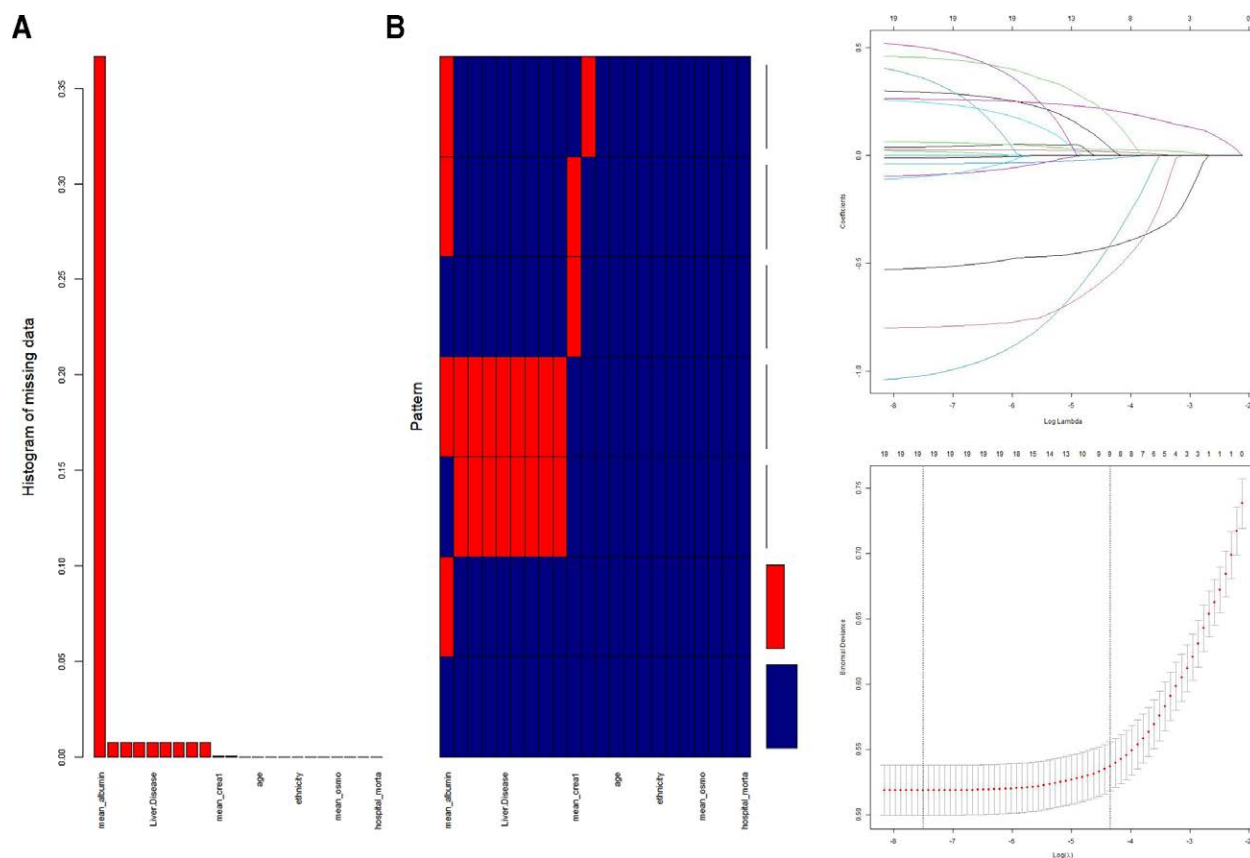 A
Histogram of missing data
0.00 0.05 0.10 0.15 0.20 0.25 0.30 0.35
mean_albumin Liver.Disease mean_crea1 age ethnicity mean_osmo hospital_morta
B
Pattern
mean_albumin Liver.Disease mean_crea1 age ethnicity mean_osmo hospital_morta
19 19 19 13 8 3 0
Coefficients
0.5
0.0
-0.5
-1.0
-8 -7 -6 -5 -4 -3 -2
Log Lambda
19 19 19 19 19 19 19 18 15 14 13 10 9 9 8 8 7 6 5 4 3 3 1 1 1 0
Binomial Deviance
0.75
0.70
0.65
0.60
0.55
0.50
-8 -7 -6 -5 -4 -3 -2
Log(λ)